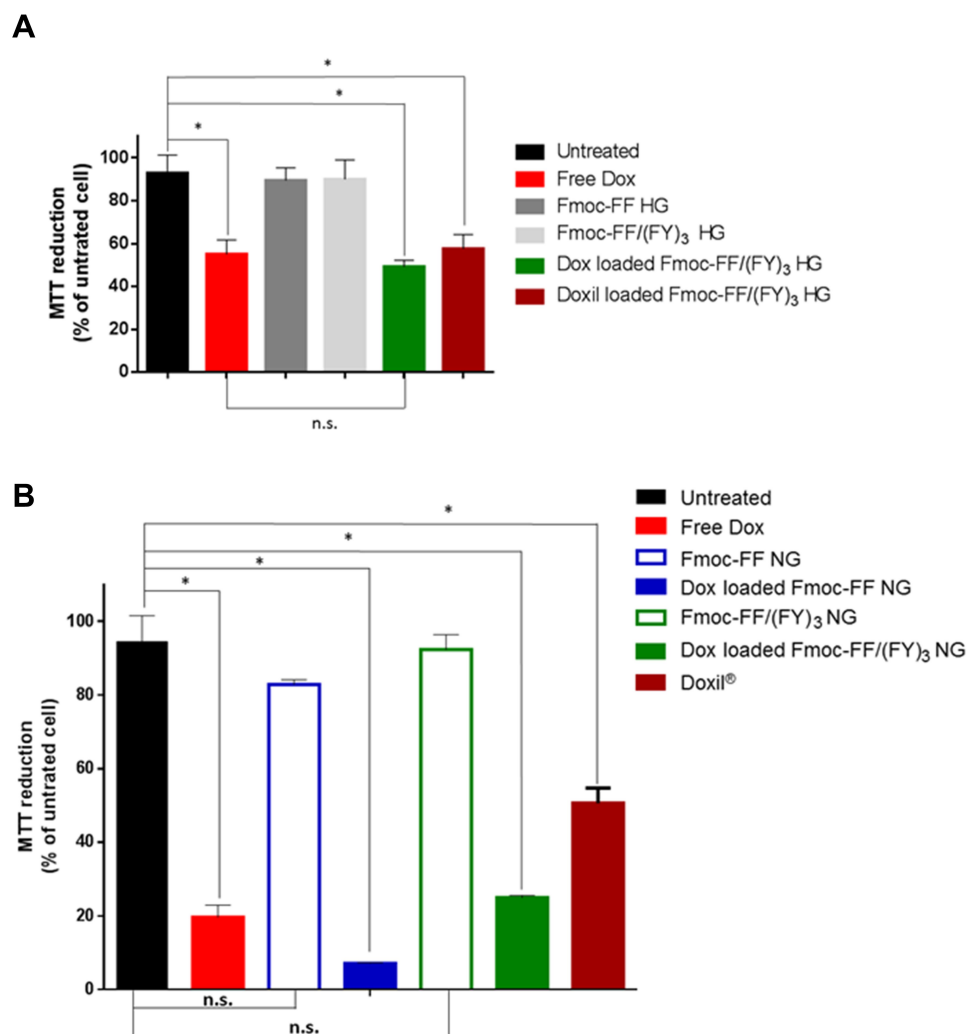 A
*
*
*
MTT reduction
(% of untrated cell)
100
80
60
40
20
0
n.s.
Untreated
Free Dox
Fmoc-FF HG
Fmoc-FF/(FY)₃ HG
Dox loaded Fmoc-FF/(FY)₃ HG
Doxil loaded Fmoc-FF/(FY)₃ HG
B
*
*
*
*
MTT reduction
(% of untrated cell)
100
80
60
40
20
0
n.s.
n.s.
Untreated
Free Dox
Fmoc-FF NG
Dox loaded Fmoc-FF NG
Fmoc-FF/(FY)₃ NG
Dox loaded Fmoc-FF/(FY)₃ NG
Doxil®